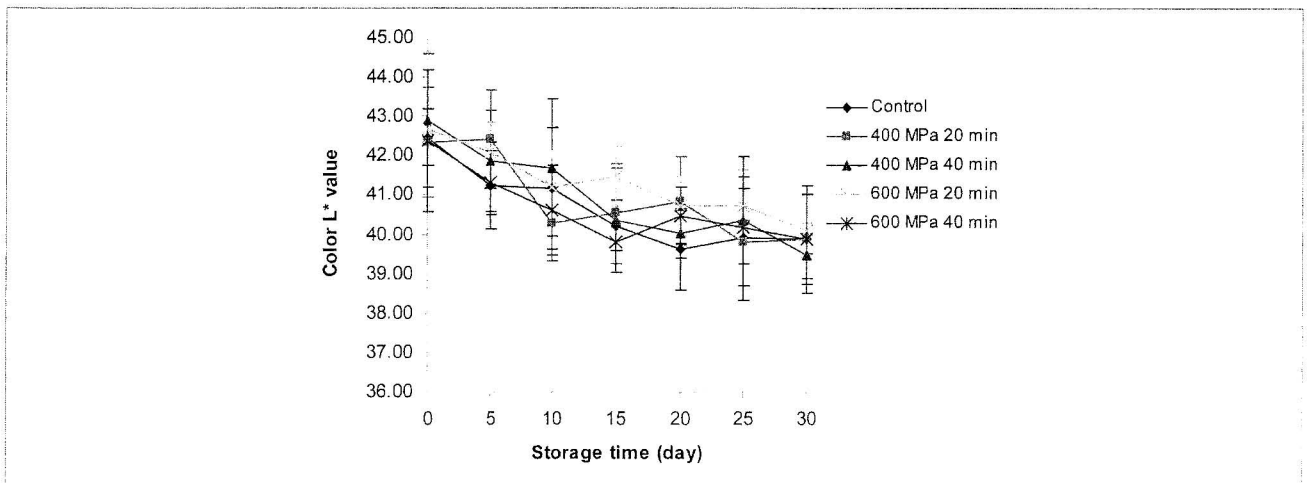 45.00
44.00
43.00
42.00
41.00
40.00
39.00
38.00
37.00
36.00
Color L* value
0 5 10 15 20 25 30
Storage time (day)
Control
400 MPa 20 min
400 MPa 40 min
600 MPa 20 min
600 MPa 40 min